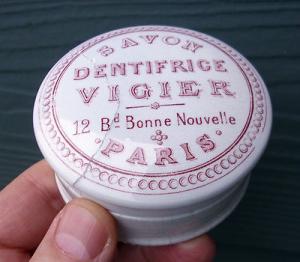 SAVON
DENTIFRICE
VIGIER
12 Bd Bonne Nouvelle
PARIS